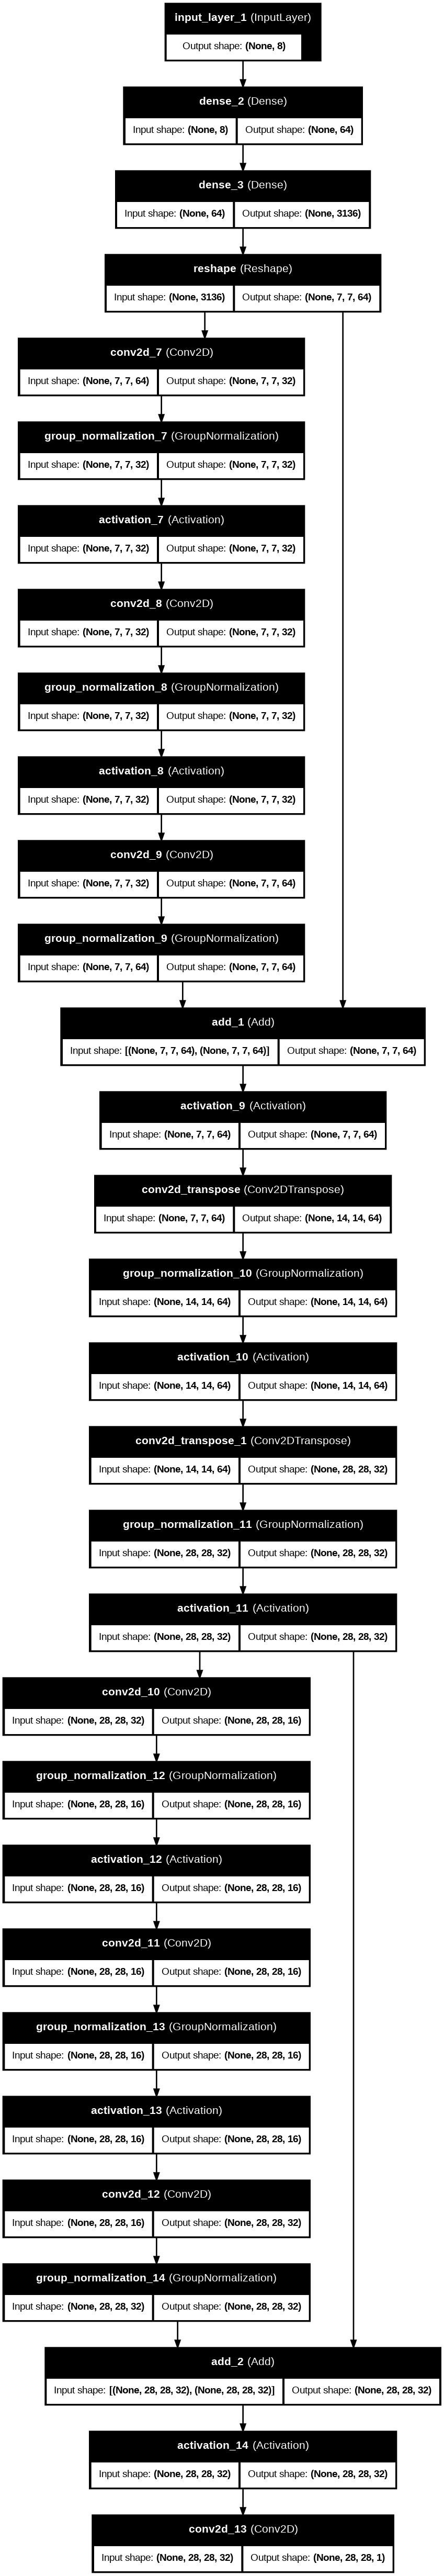 input_layer_1 (InputLayer)
Output shape: (None, 8)
dense_2 (Dense)
Input shape: (None, 8) Output shape: (None, 64)
dense_3 (Dense)
Input shape: (None, 64) Output shape: (None, 3136)
reshape (Reshape)
Input shape: (None, 3136) Output shape: (None, 7, 7, 64)
conv2d_7 (Conv2D)
Input shape: (None, 7, 7, 64) Output shape: (None, 7, 7, 32)
group_normalization_7 (GroupNormalization)
Input shape: (None, 7, 7, 32) Output shape: (None, 7, 7, 32)
activation_7 (Activation)
Input shape: (None, 7, 7, 32) Output shape: (None, 7, 7, 32)
conv2d_8 (Conv2D)
Input shape: (None, 7, 7, 32) Output shape: (None, 7, 7, 32)
group_normalization_8 (GroupNormalization)
Input shape: (None, 7, 7, 32) Output shape: (None, 7, 7, 32)
activation_8 (Activation)
Input shape: (None, 7, 7, 32) Output shape: (None, 7, 7, 32)
conv2d_9 (Conv2D)
Input shape: (None, 7, 7, 32) Output shape: (None, 7, 7, 64)
group_normalization_9 (GroupNormalization)
Input shape: (None, 7, 7, 64) Output shape: (None, 7, 7, 64)
add_1 (Add)
Input shape: [(None, 7, 7, 64), (None, 7, 7, 64)] Output shape: (None, 7, 7, 64)
activation_9 (Activation)
Input shape: (None, 7, 7, 64) Output shape: (None, 7, 7, 64)
conv2d_transpose (Conv2DTranspose)
Input shape: (None, 7, 7, 64) Output shape: (None, 14, 14, 64)
group_normalization_10 (GroupNormalization)
Input shape: (None, 14, 14, 64) Output shape: (None, 14, 14, 64)
activation_10 (Activation)
Input shape: (None, 14, 14, 64) Output shape: (None, 14, 14, 64)
conv2d_transpose_1 (Conv2DTranspose)
Input shape: (None, 14, 14, 64) Output shape: (None, 28, 28, 32)
group_normalization_11 (GroupNormalization)
Input shape: (None, 28, 28, 32) Output shape: (None, 28, 28, 32)
activation_11 (Activation)
Input shape: (None, 28, 28, 32) Output shape: (None, 28, 28, 32)
conv2d_10 (Conv2D)
Input shape: (None, 28, 28, 32) Output shape: (None, 28, 28, 16)
group_normalization_12 (GroupNormalization)
Input shape: (None, 28, 28, 16) Output shape: (None, 28, 28, 16)
activation_12 (Activation)
Input shape: (None, 28, 28, 16) Output shape: (None, 28, 28, 16)
conv2d_11 (Conv2D)
Input shape: (None, 28, 28, 16) Output shape: (None, 28, 28, 16)
group_normalization_13 (GroupNormalization)
Input shape: (None, 28, 28, 16) Output shape: (None, 28, 28, 16)
activation_13 (Activation)
Input shape: (None, 28, 28, 16) Output shape: (None, 28, 28, 16)
conv2d_12 (Conv2D)
Input shape: (None, 28, 28, 16) Output shape: (None, 28, 28, 32)
group_normalization_14 (GroupNormalization)
Input shape: (None, 28, 28, 32) Output shape: (None, 28, 28, 32)
add_2 (Add)
Input shape: [(None, 28, 28, 32), (None, 28, 28, 32)] Output shape: (None, 28, 28, 32)
activation_14 (Activation)
Input shape: (None, 28, 28, 32) Output shape: (None, 28, 28, 32)
conv2d_13 (Conv2D)
Input shape: (None, 28, 28, 32) Output shape: (None, 28, 28, 1)